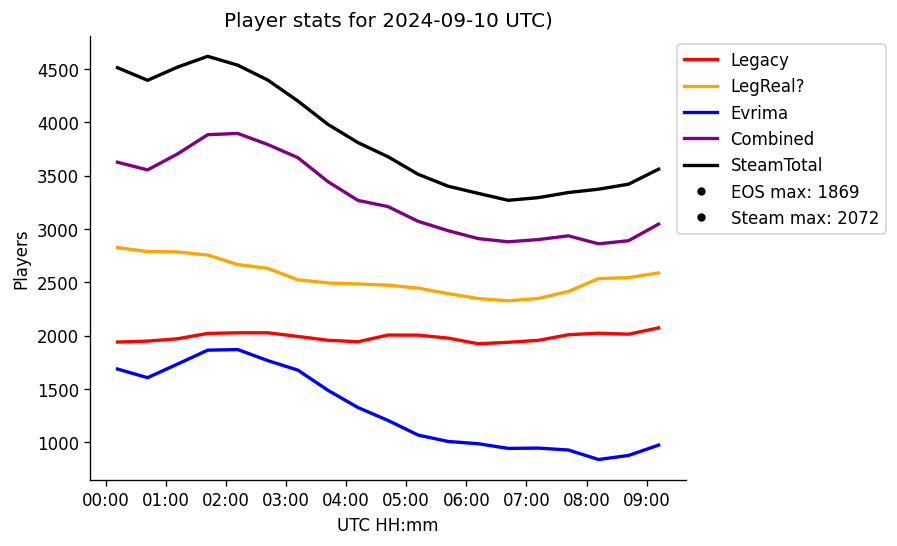 Player stats for 2024-09-10 UTC)
Players
4500
4000
3500
3000
2500
2000
1500
1000
00:00 01:00 02:00 03:00 04:00 05:00 06:00 07:00 08:00 09:00
UTC HH:mm
Legacy
LegReal?
Evrima
Combined
SteamTotal
EOS max: 1869
Steam max: 2072